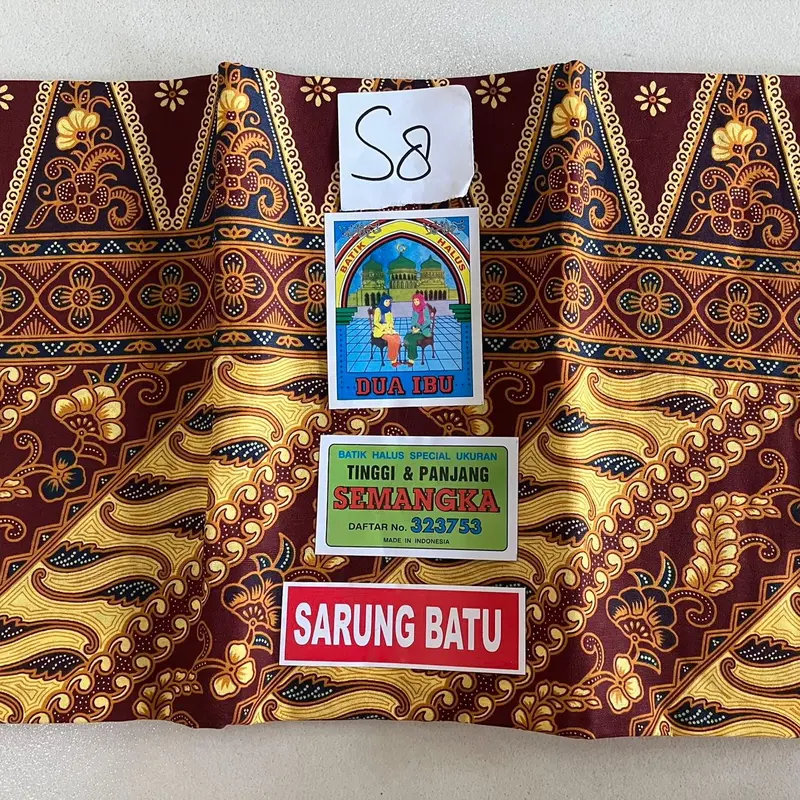 S8
BATIK HALUS
DUA IBU
BATIK HALUS SPECIAL UKURAN
TINGGI & PANJANG
SEMANGKA
DAFTAR No. 323753
MADE IN INDONESIA
SARUNG BATU